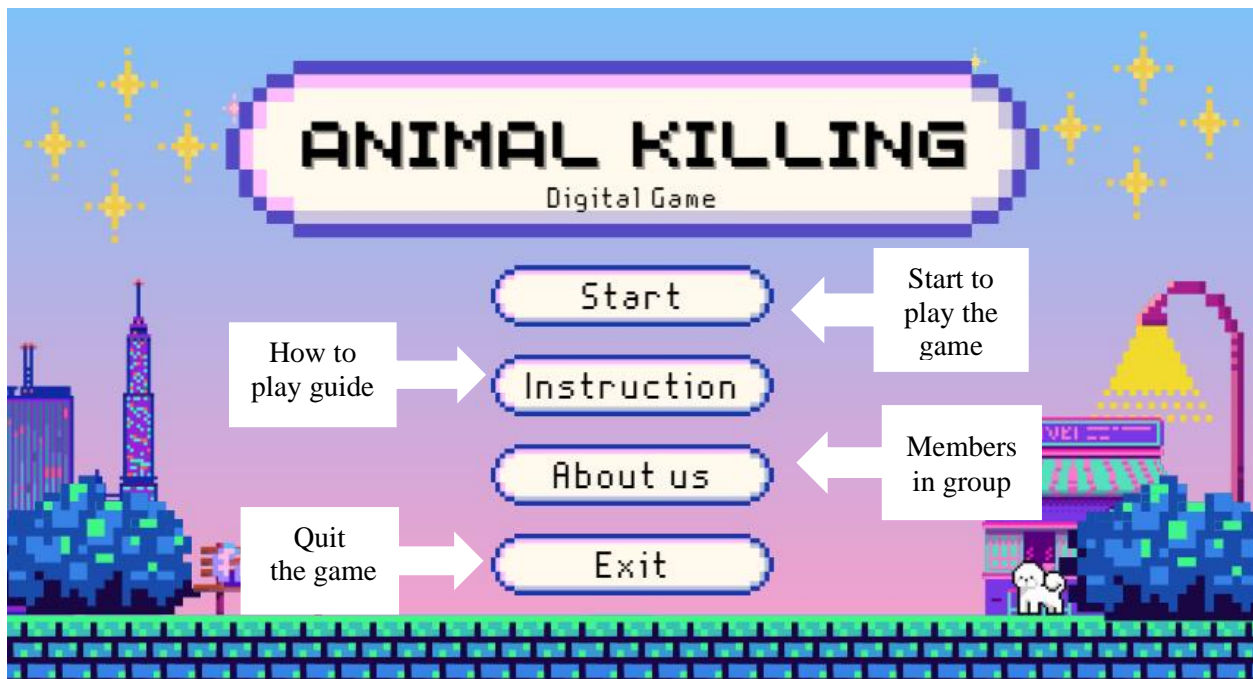 ANIMAL KILLING
Digital Game
Start
Start to
play the
game
How to
play guide
Instruction
About us
Members
in group
Quit
the game
Exit